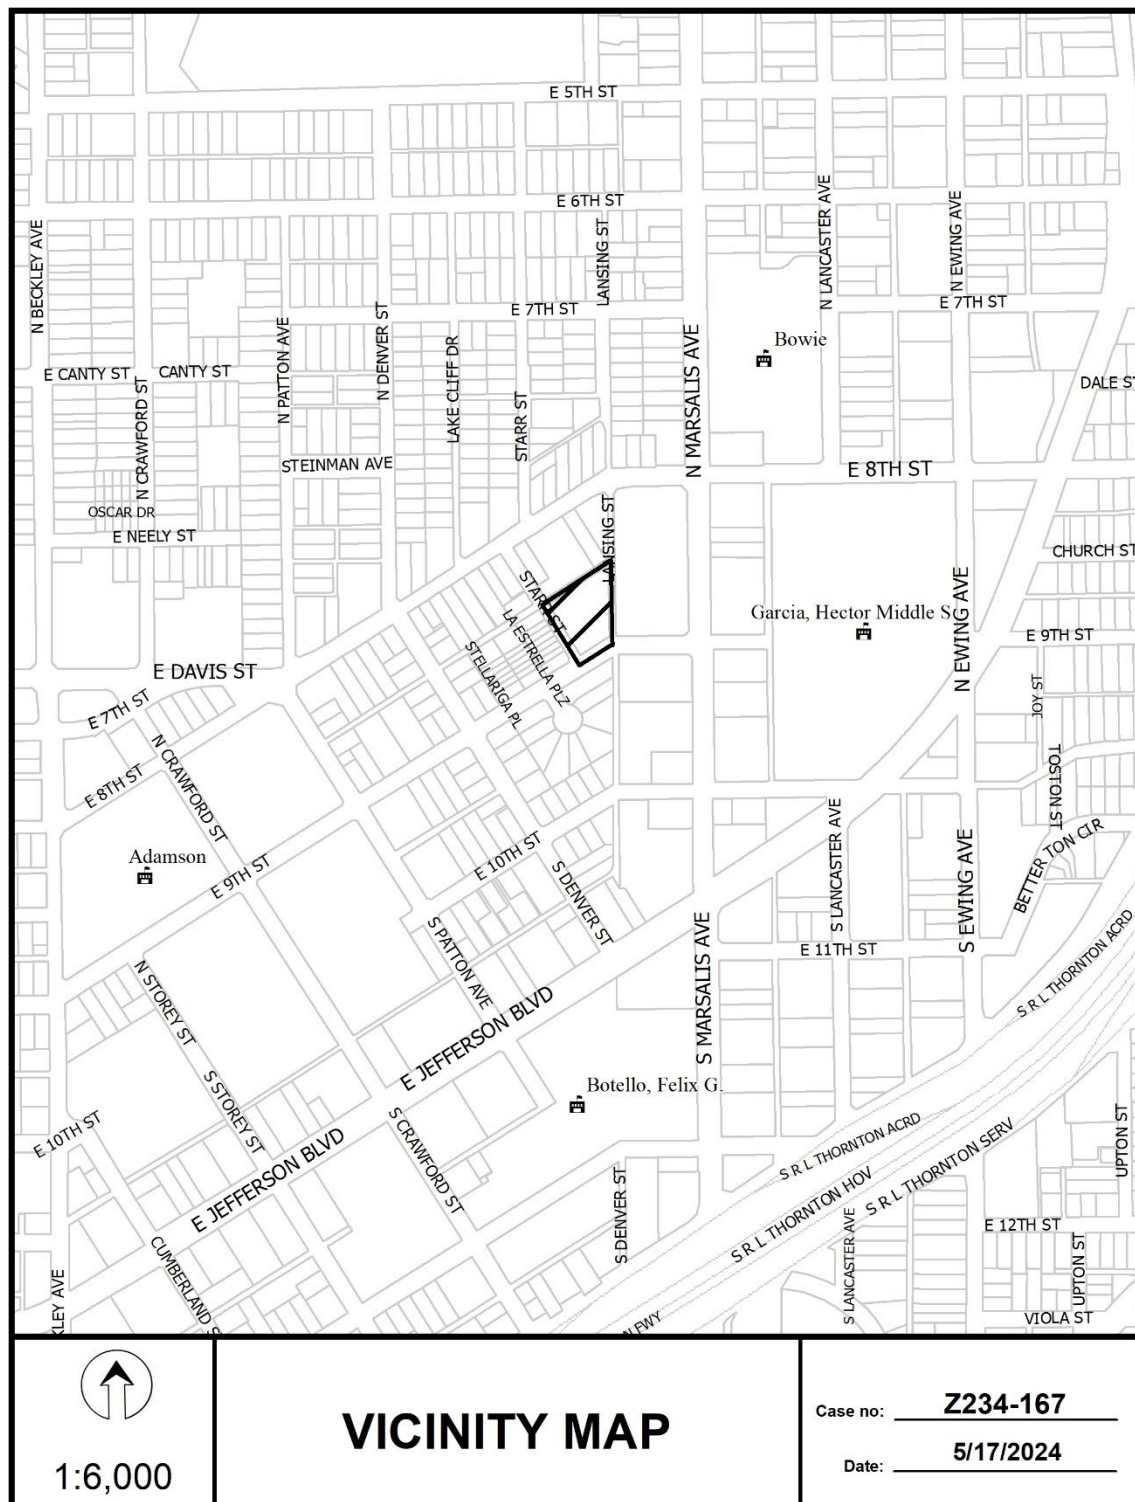 E 5TH ST
E 6TH ST
N BECKLEY AVE
LANSING ST
N LANCASTER AVE
N EWING AVE
E 7TH ST
E 7TH ST
N PATTON AVE
N DENVER ST
LAKE CLIFF DR
N MARSALIS AVE
Bowie
E CANTY ST
CANTY ST
DALE ST
N CRAWFORD ST
STARR ST
STEINMAN AVE
E 8TH ST
OSCAR DR
E NEELY ST
LANSING ST
CHURCH ST
STARR ST
LA ESTRELLA PLZ
STELLARIGA PL
Garcia, Hector Middle S
N EWING AVE
E 9TH ST
E DAVIS ST
JOY ST
E 7TH ST
N CRAWFORD ST
E 8TH ST
TOSTON ST
Adamson
E 9TH ST
E 10TH ST
S DENVER ST
S LANCASTER AVE
S EWING AVE
BETTER TON CIR
S PATTON AVE
S MARSALIS AVE
E 11TH ST
S R L THORNTON ACRD
N STOREY ST
E JEFFERSON BLVD
S STOREY ST
Botello, Felix G.
E 10TH ST
E JEFFERSON BLVD
S CRAWFORD ST
S R L THORNTON ACRD
S R L THORNTON HOV
S R L THORNTON SERV
UPTON ST
S DENVER ST
S LANCASTER AVE
E 12TH ST
UPTON ST
CUMBERLAND S
KLEY AVE
VIOLA ST
1:6,000
VICINITY MAP
Case no: Z234-167
Date: 5/17/2024